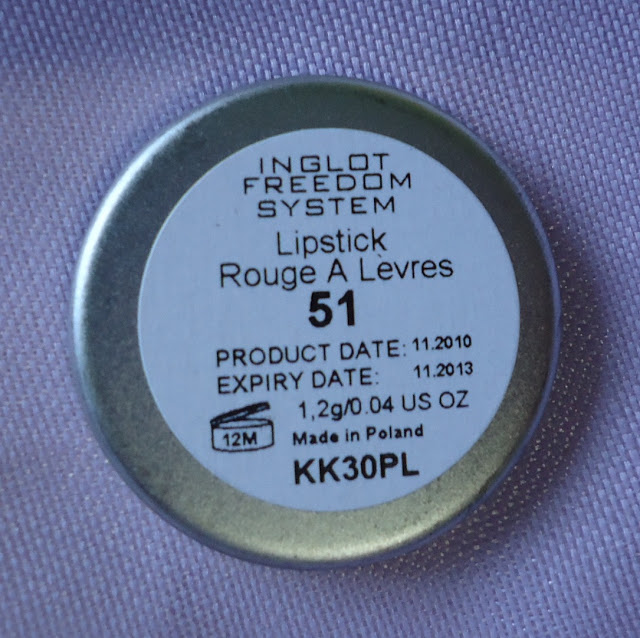 INGLOT
FREEDOM
SYSTEM
Lipstick
Rouge A Lèvres
51
PRODUCT DATE: 11.2010
EXPIRY DATE: 11.2013
1,2g/0.04 US OZ
12M Made in Poland
KK30PL